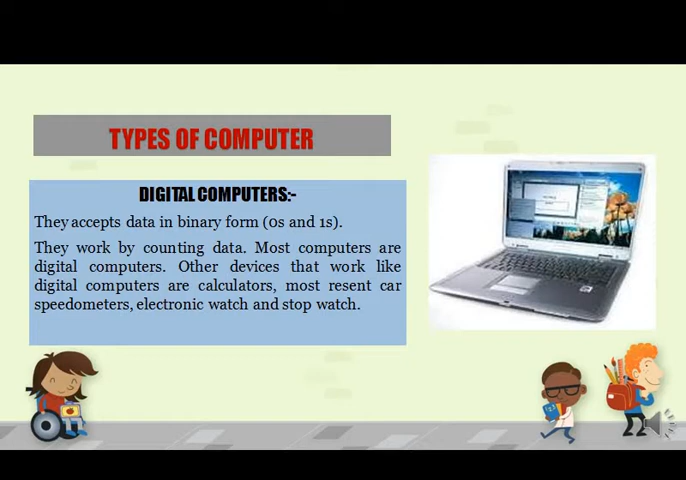 TYPES OF COMPUTER
DIGITAL COMPUTERS:-
They accepts data in binary form (0s and 1s).
They work by counting data. Most computers are
digital computers. Other devices that work like
digital computers are calculators, most resent car
speedometers, electronic watch and stop watch.